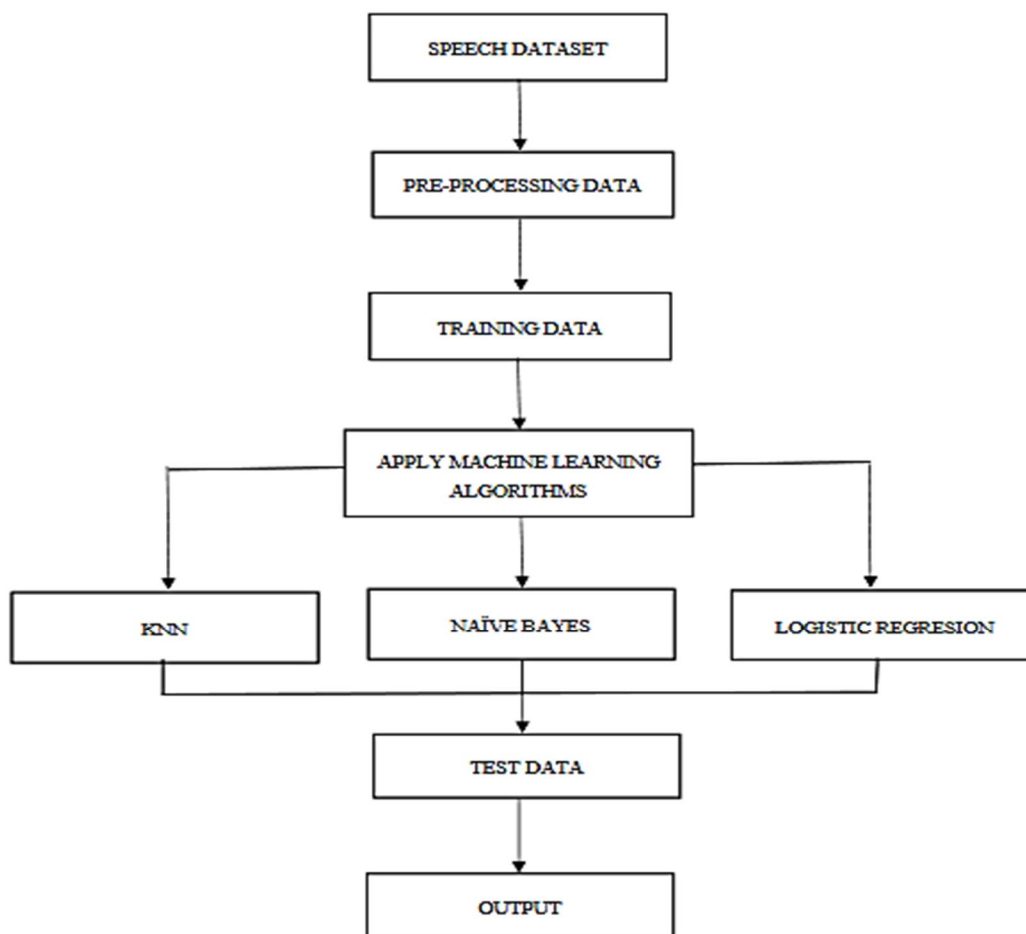 SPEECH DATASET
PRE-PROCESSING DATA
TRAINING DATA
APPLY MACHINE LEARNING
ALGORITHMS
KNN
NAÏVE BAYES
LOGISTIC REGRESION
TEST DATA
OUTPUT